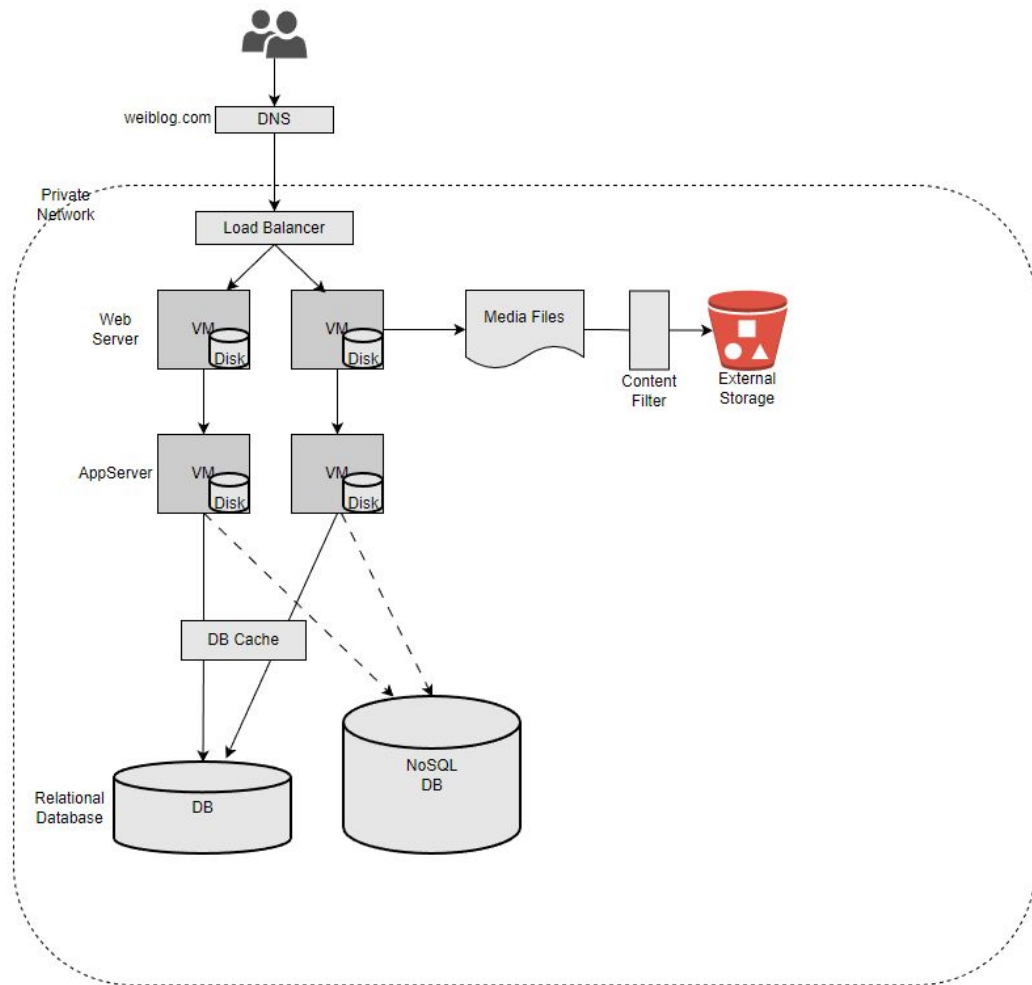 weiblog.com
DNS
Private
Network
Load Balancer
Web
Server
VM
Disk
VM
Disk
Media Files
Content
Filter
External
Storage
AppServer
VM
Disk
VM
Disk
DB Cache
NoSQL
DB
Relational
Database
DB